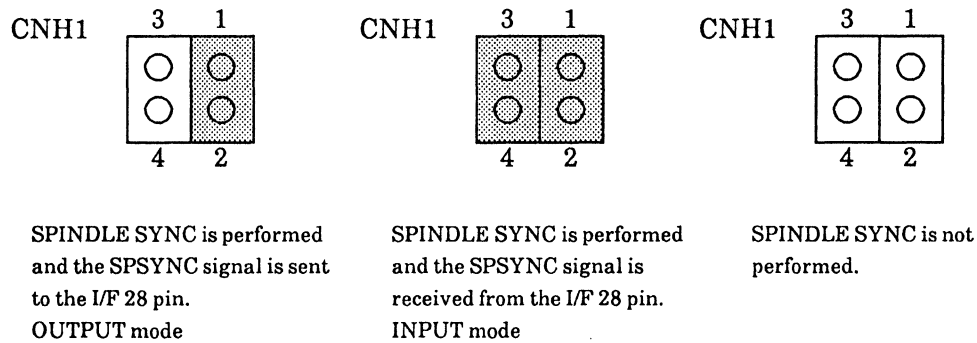 CNH1
3 1
4 2
CNH1
3 1
4 2
CNH1
3 1
4 2
SPINDLE SYNC is performed
and the SPSYNC signal is sent
to the I/F 28 pin.
OUTPUT mode
SPINDLE SYNC is performed
and the SPSYNC signal is
received from the I/F 28 pin.
INPUT mode
SPINDLE SYNC is not
performed.